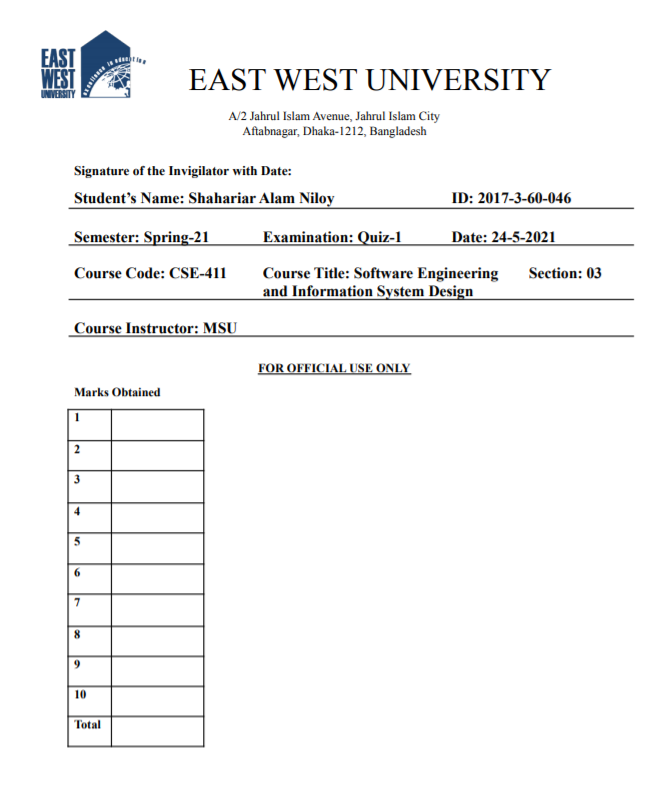 EAST
WEST
UNIVERSITY
excellence in education
EAST WEST UNIVERSITY
A/2 Jahrul Islam Avenue, Jahrul Islam City
Aftabnagar, Dhaka-1212, Bangladesh
Signature of the Invigilator with Date:
Student’s Name: Shahariar Alam Niloy ID: 2017-3-60-046
Semester: Spring-21 Examination: Quiz-1 Date: 24-5-2021
Course Code: CSE-411 Course Title: Software Engineering Section: 03
and Information System Design
Course Instructor: MSU
FOR OFFICIAL USE ONLY
Marks Obtained
1
2
3
4
5
6
7
8
9
10
Total